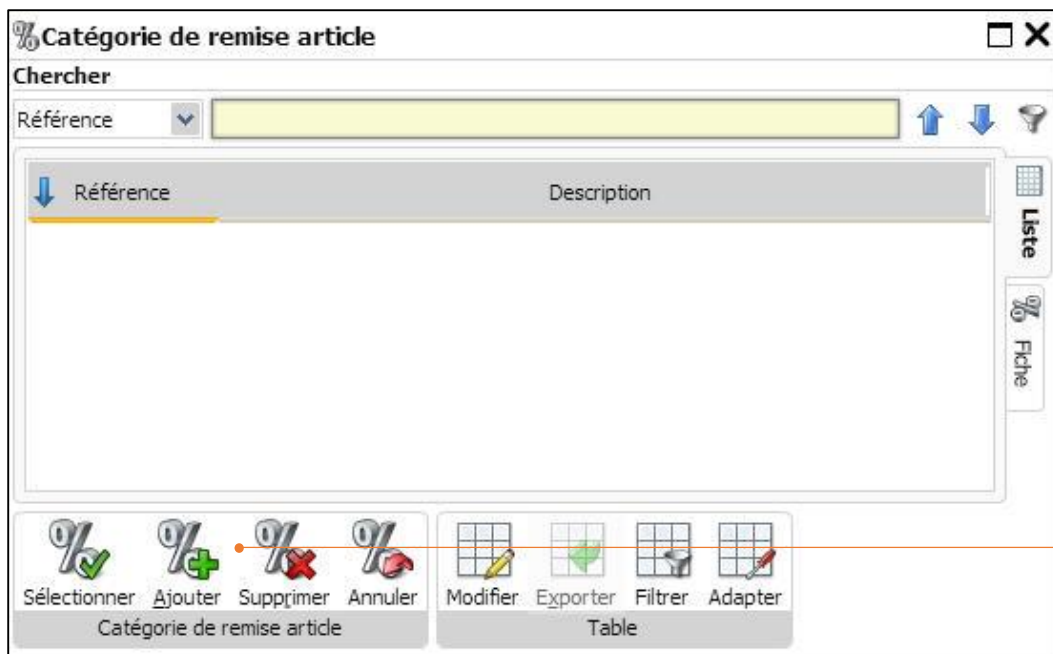 Catégorie de remise article
Chercher
Référence
Référence Description
Liste
Fiche
Sélectionner Ajouter Supprimer Annuler Modifier Exporter Filtrer Adapter
Catégorie de remise article Table